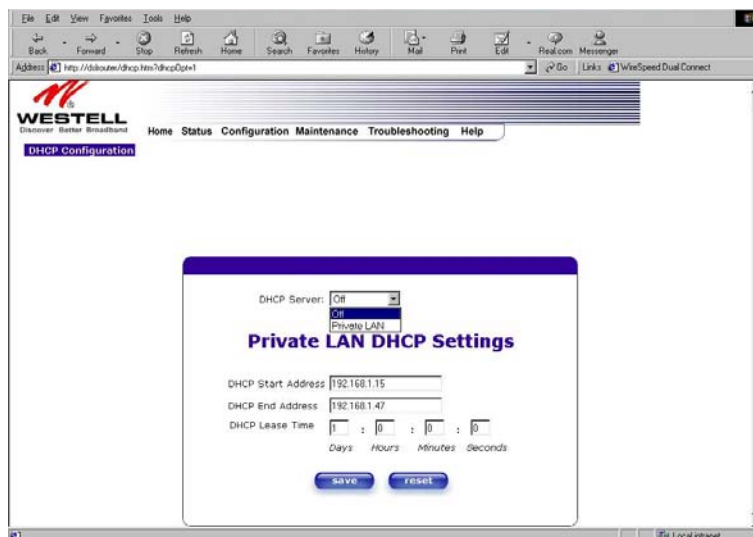 File Edit View Favorites Tools Help
Back Forward Stop Refresh Home Search Favorites History Mail Print Edit Real.com Messenger
Address http://dslrouter/dhcp.htm?dhcpOpt=1 Go Links WireSpeed Dual Connect
WESTELL
Discover Better Broadband
Home Status Configuration Maintenance Troubleshooting Help
DHCP Configuration
DHCP Server: Off
Off
Private LAN
Private LAN DHCP Settings
DHCP Start Address 192.168.1.15
DHCP End Address 192.168.1.47
DHCP Lease Time 1 : 0 : 0 : 0
Days Hours Minutes Seconds
save reset
Local intranet